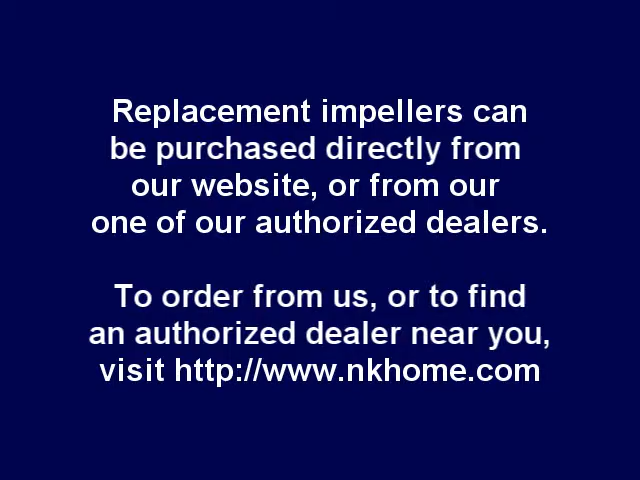 Replacement impellers can
be purchased directly from
our website, or from our
one of our authorized dealers.
To order from us, or to find
an authorized dealer near you,
visit http://www.nkhome.com